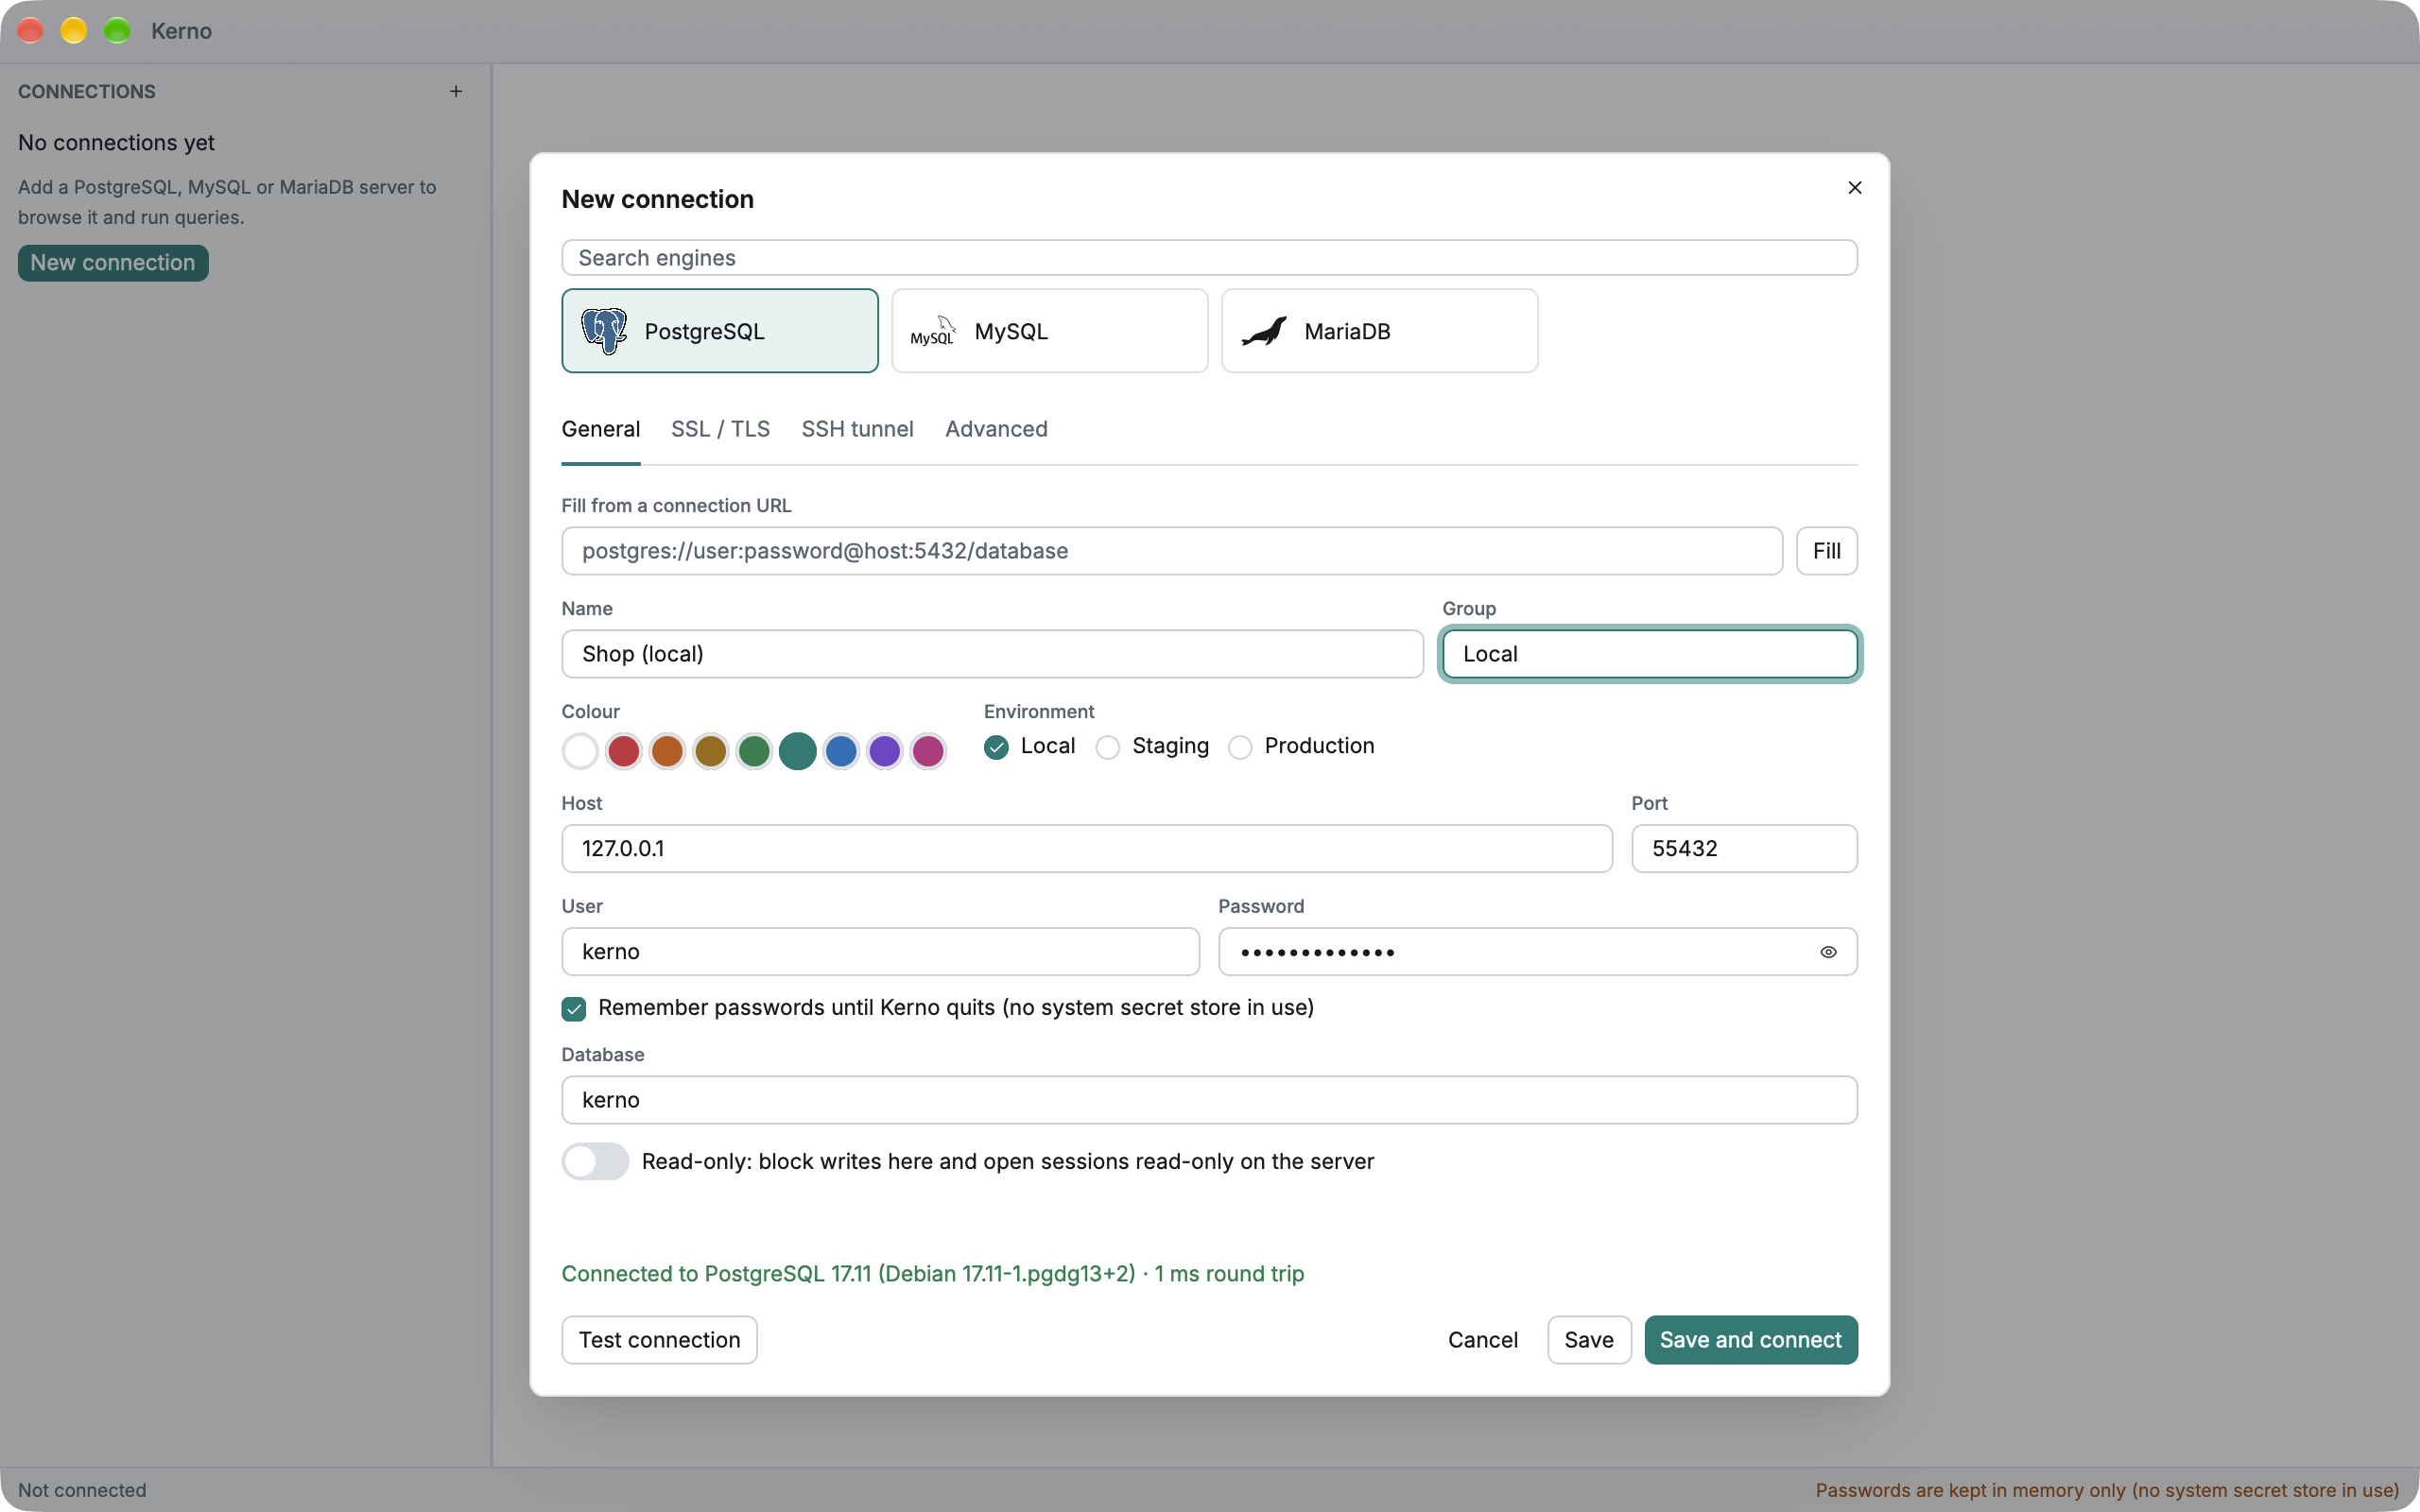 Kerno
CONNECTIONS
+
No connections yet
Add a PostgreSQL, MySQL or MariaDB server to
browse it and run queries.
New connection
New connection
Search engines
PostgreSQL
MySQL
MySQL
MariaDB
General
SSL / TLS
SSH tunnel
Advanced
Fill from a connection URL
postgres://user:password@host:5432/database
Fill
Name
Group
Shop (local)
Local
Colour
Environment
Local
Staging
Production
Host
Port
127.0.0.1
55432
User
Password
kerno
•••••••••••••
Remember passwords until Kerno quits (no system secret store in use)
Database
kerno
Read-only: block writes here and open sessions read-only on the server
Connected to PostgreSQL 17.11 (Debian 17.11-1.pgdg13+2) · 1 ms round trip
Test connection
Cancel
Save
Save and connect
Not connected
Passwords are kept in memory only (no system secret store in use)